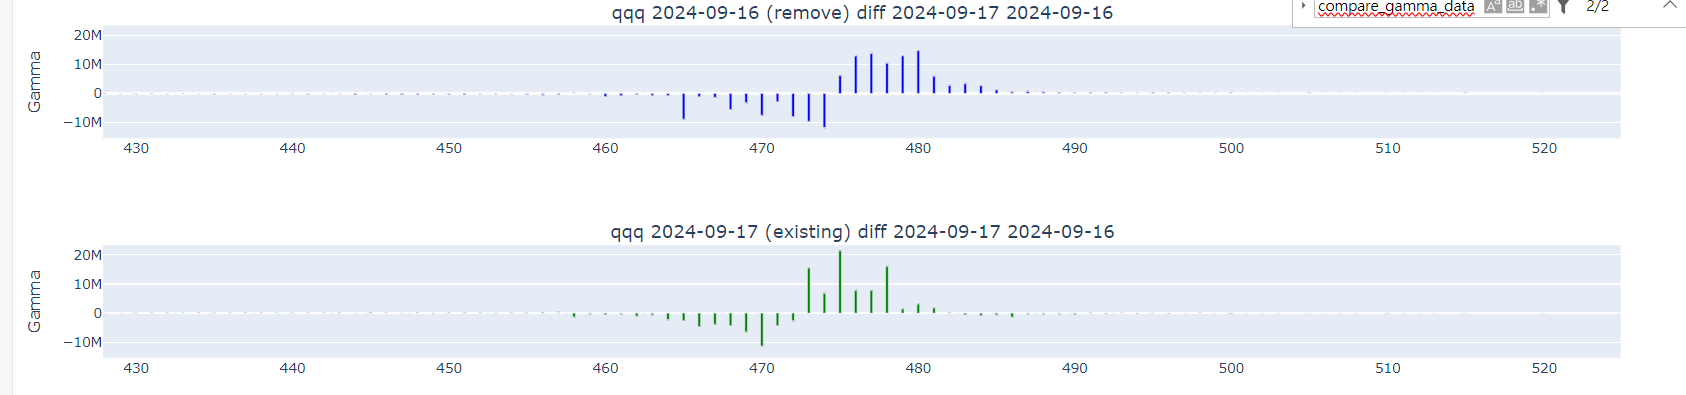 compare_gamma_data Aa ab .* 2/2
qqq 2024-09-16 (remove) diff 2024-09-17 2024-09-16
Gamma
20M
10M
0
−10M
430 440 450 460 470 480 490 500 510 520
qqq 2024-09-17 (existing) diff 2024-09-17 2024-09-16
Gamma
20M
10M
0
−10M
430 440 450 460 470 480 490 500 510 520